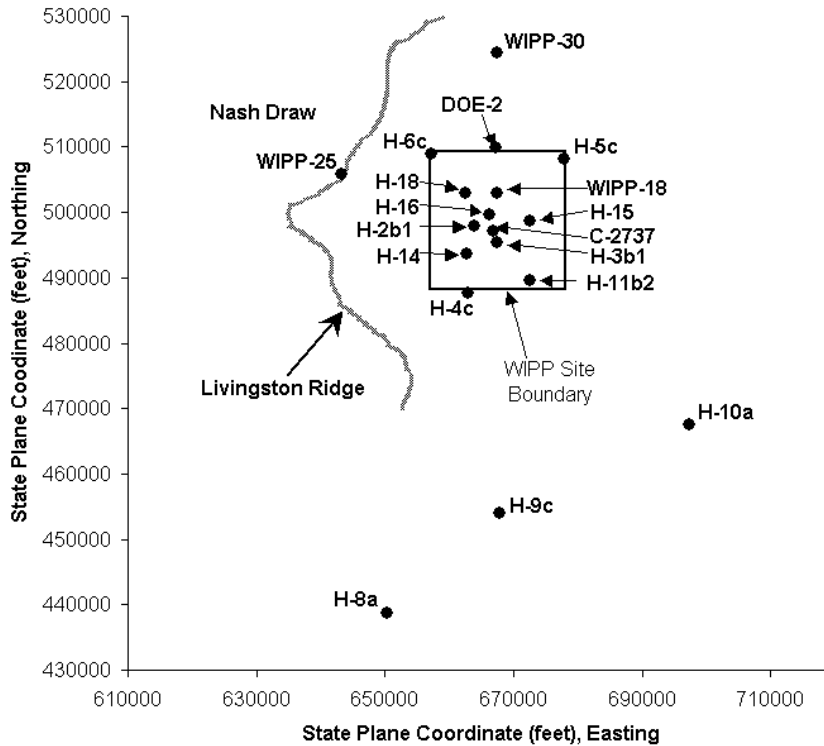 530000
WIPP-30
520000
DOE-2
Nash Draw
510000
H-6c
H-5c
WIPP-25
H-18
WIPP-18
H-16
H-15
500000
H-2b1
C-2737
H-14
H-3b1
490000
H-11b2
H-4c
480000
WIPP Site
Boundary
Livingston Ridge
470000
H-10a
460000
H-9c
450000
H-8a
440000
430000
610000
630000
650000
670000
690000
710000
State Plane Coodinate (feet), Northing
State Plane Coordinate (feet), Easting